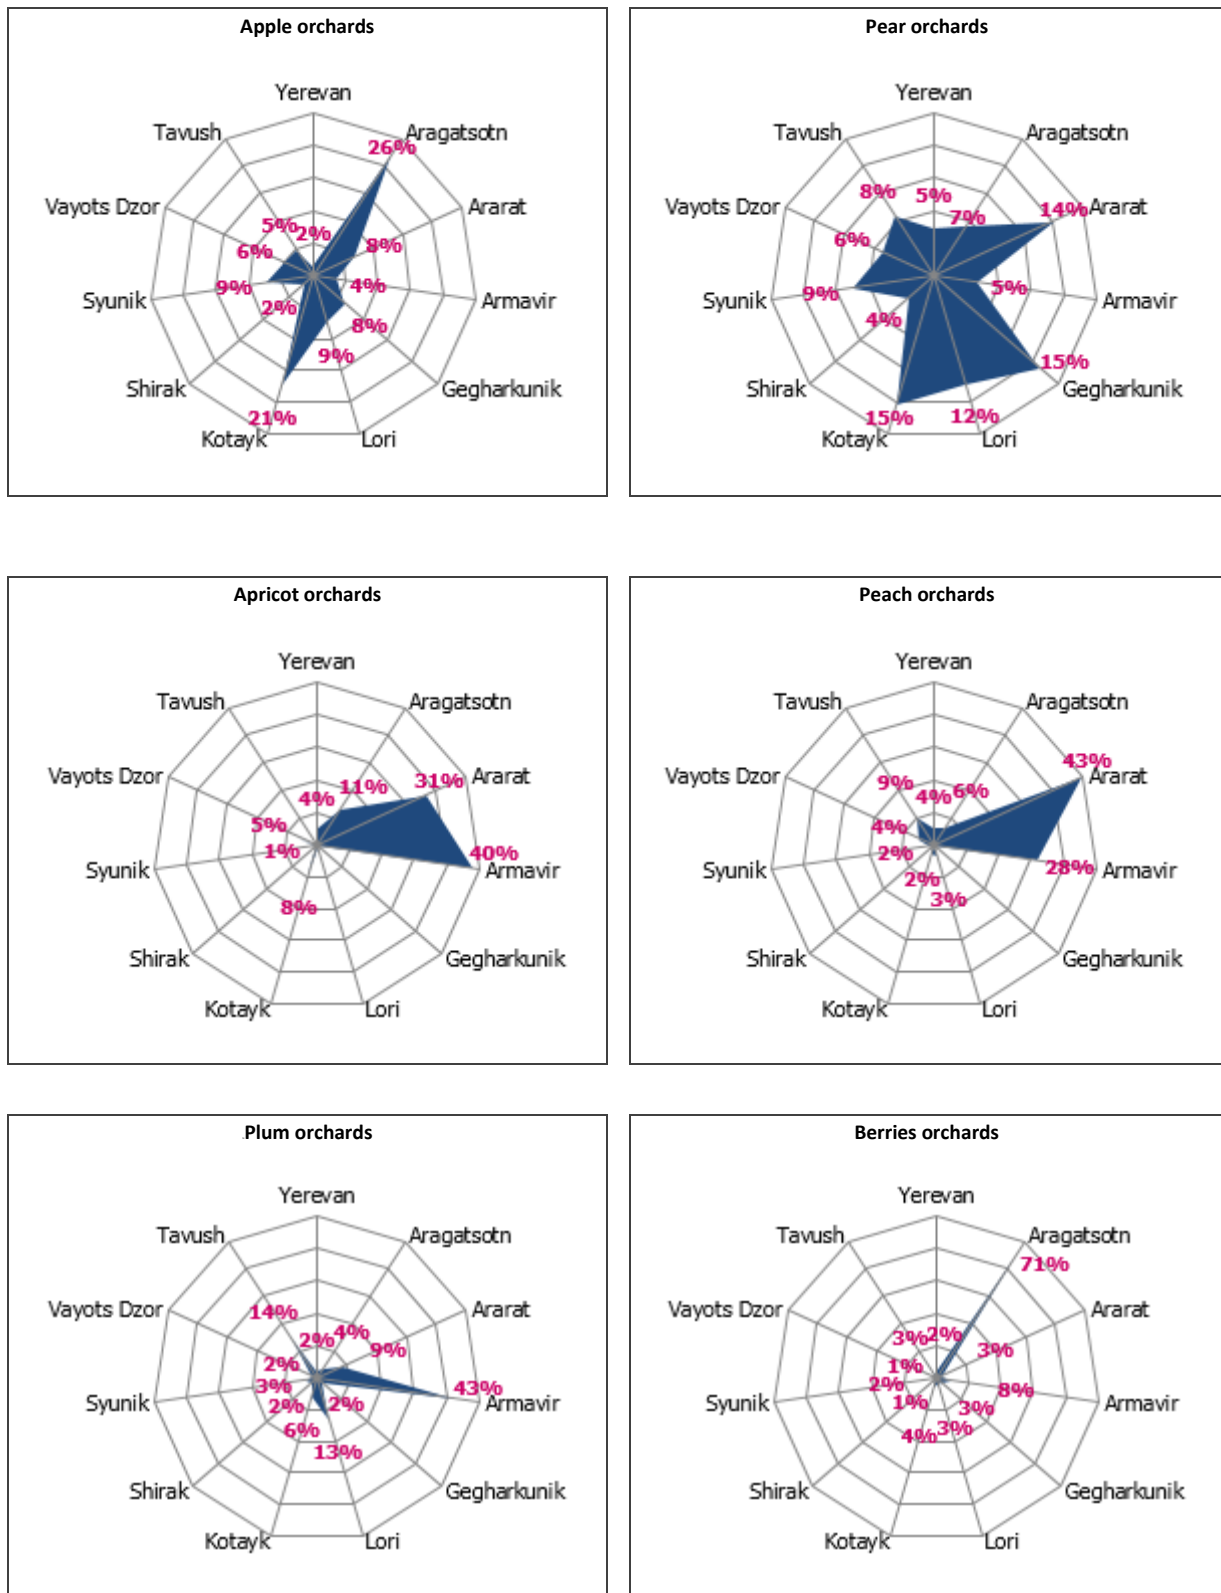 Apple orchards
Yerevan
Tavush
Aragatsotn
26%
Vayots Dzor
Ararat
5%
2%
8%
6%
Syunik
9%
4%
Armavir
2%
8%
9%
Shirak
Gegharkunik
21%
Kotayk
Lori
Pear orchards
Yerevan
Tavush
Aragatsotn
8%
5%
7%
14%
Vayots Dzor
Ararat
6%
Syunik
9%
5%
Armavir
4%
15%
Shirak
Gegharkunik
15%
12%
Kotayk
Lori
Apricot orchards
Yerevan
Tavush
Aragatsotn
Vayots Dzor
4%
11%
31%
Ararat
5%
1%
40%
Syunik
Armavir
8%
Shirak
Gegharkunik
Kotayk
Lori
Peach orchards
Yerevan
Tavush
Aragatsotn
43%
Vayots Dzor
Ararat
9%
4%
6%
4%
2%
28%
Syunik
Armavir
2%
3%
Shirak
Gegharkunik
Kotayk
Lori
Plum orchards
Yerevan
Tavush
Aragatsotn
Vayots Dzor
Ararat
14%
2%
4%
9%
2%
3%
43%
Syunik
Armavir
2%
2%
6%
13%
Shirak
Gegharkunik
Kotayk
Lori
Berries orchards
Yerevan
Tavush
Aragatsotn
71%
Vayots Dzor
Ararat
3%
2%
3%
1%
2%
8%
Syunik
Armavir
1%
3%
4%
3%
Shirak
Gegharkunik
Kotayk
Lori